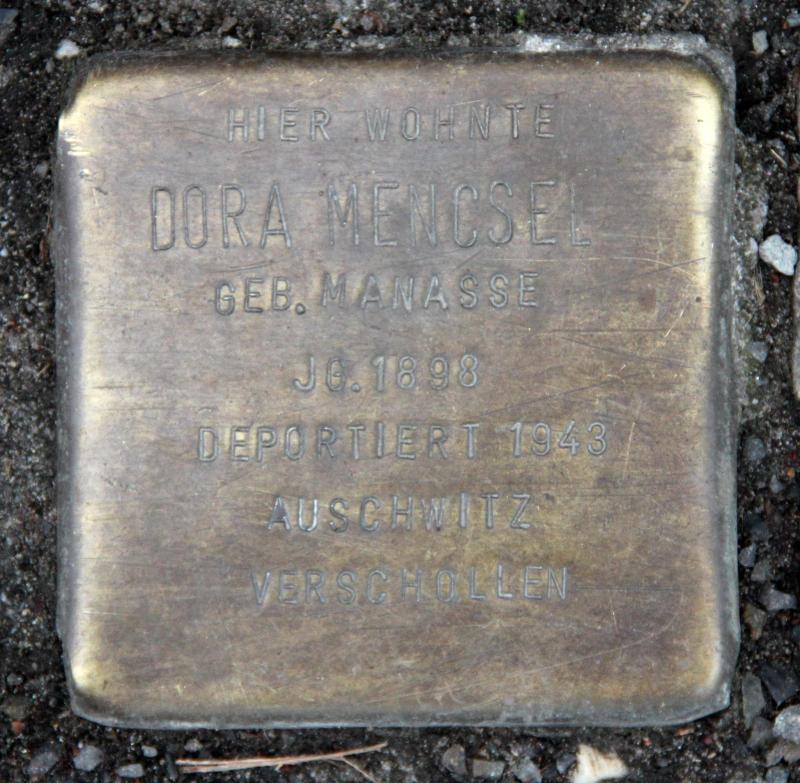 HIER WOHNTE
DORA MENCSEL
GEB. MANASSE
JG. 1898
DEPORTIERT 1943
AUSCHWITZ
VERSCHOLLEN